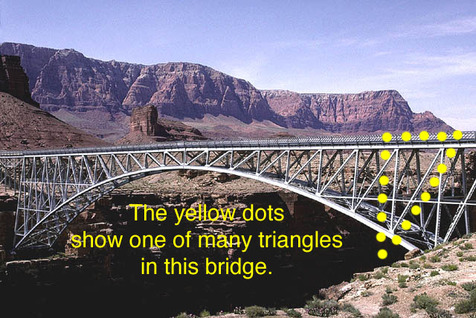 The yellow dots
show one of many triangles
in this bridge.